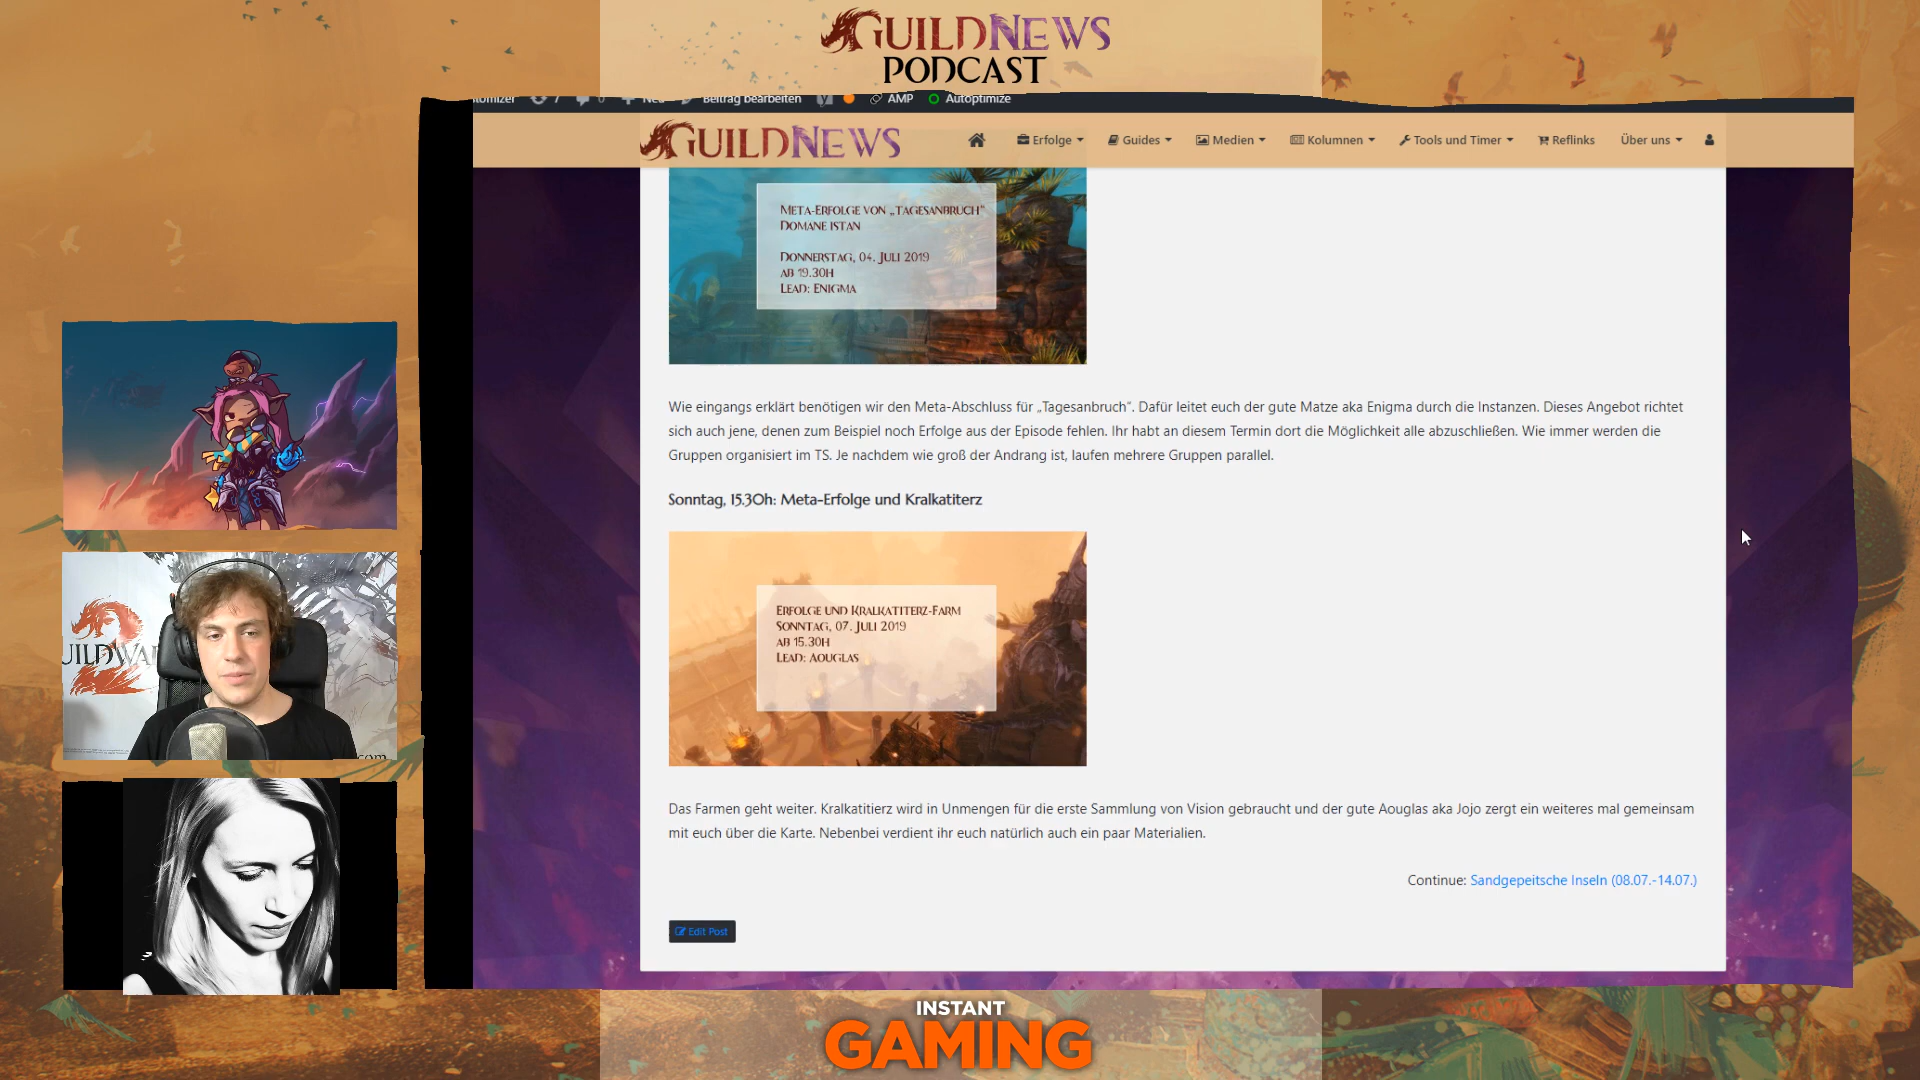 GUILDNEWS
PODCAST
Beitrag bearbeiten
AMP
Autoptimize
GUILDNEWS
Erfolge
Guides
Medien
Kolumnen
Tools und Timer
Reflinks
Über uns
META-ERFOLGE VON „TAGESANBRUCH"
DOMÄNE ISTAN
DONNERSTAG, 04. JULI 2019
AB 19.30H
LEAD: ENIGMA
Wie eingangs erklärt benötigen wir den Meta-Abschluss für „Tagesanbruch". Dafür leitet euch der gute Matze aka Enigma durch die Instanzen. Dieses Angebot richtet
sich auch jene, denen zum Beispiel noch Erfolge aus der Episode fehlen. Ihr habt an diesem Termin dort die Möglichkeit alle abzuschließen. Wie immer werden die
Gruppen organisiert im TS. Je nachdem wie groß der Andrang ist, laufen mehrere Gruppen parallel.
Sonntag, 15.30h: Meta-Erfolge und Kralkatiterz
ERFOLGE UND KRALKATITERZ-FARM
SONNTAG, 07. JULI 2019
AB 15.30H
LEAD: AOUGLAS
Das Farmen geht weiter. Kralkatitierz wird in Unmengen für die erste Sammlung von Vision gebraucht und der gute Aouglas aka Jojo zergt ein weiteres mal gemeinsam
mit euch über die Karte. Nebenbei verdient ihr euch natürlich auch ein paar Materialien.
Continue: Sandgepeitsche Inseln (08.07.-14.07.)
Edit Post
UILDWA
2
.com
INSTANT
GAMING